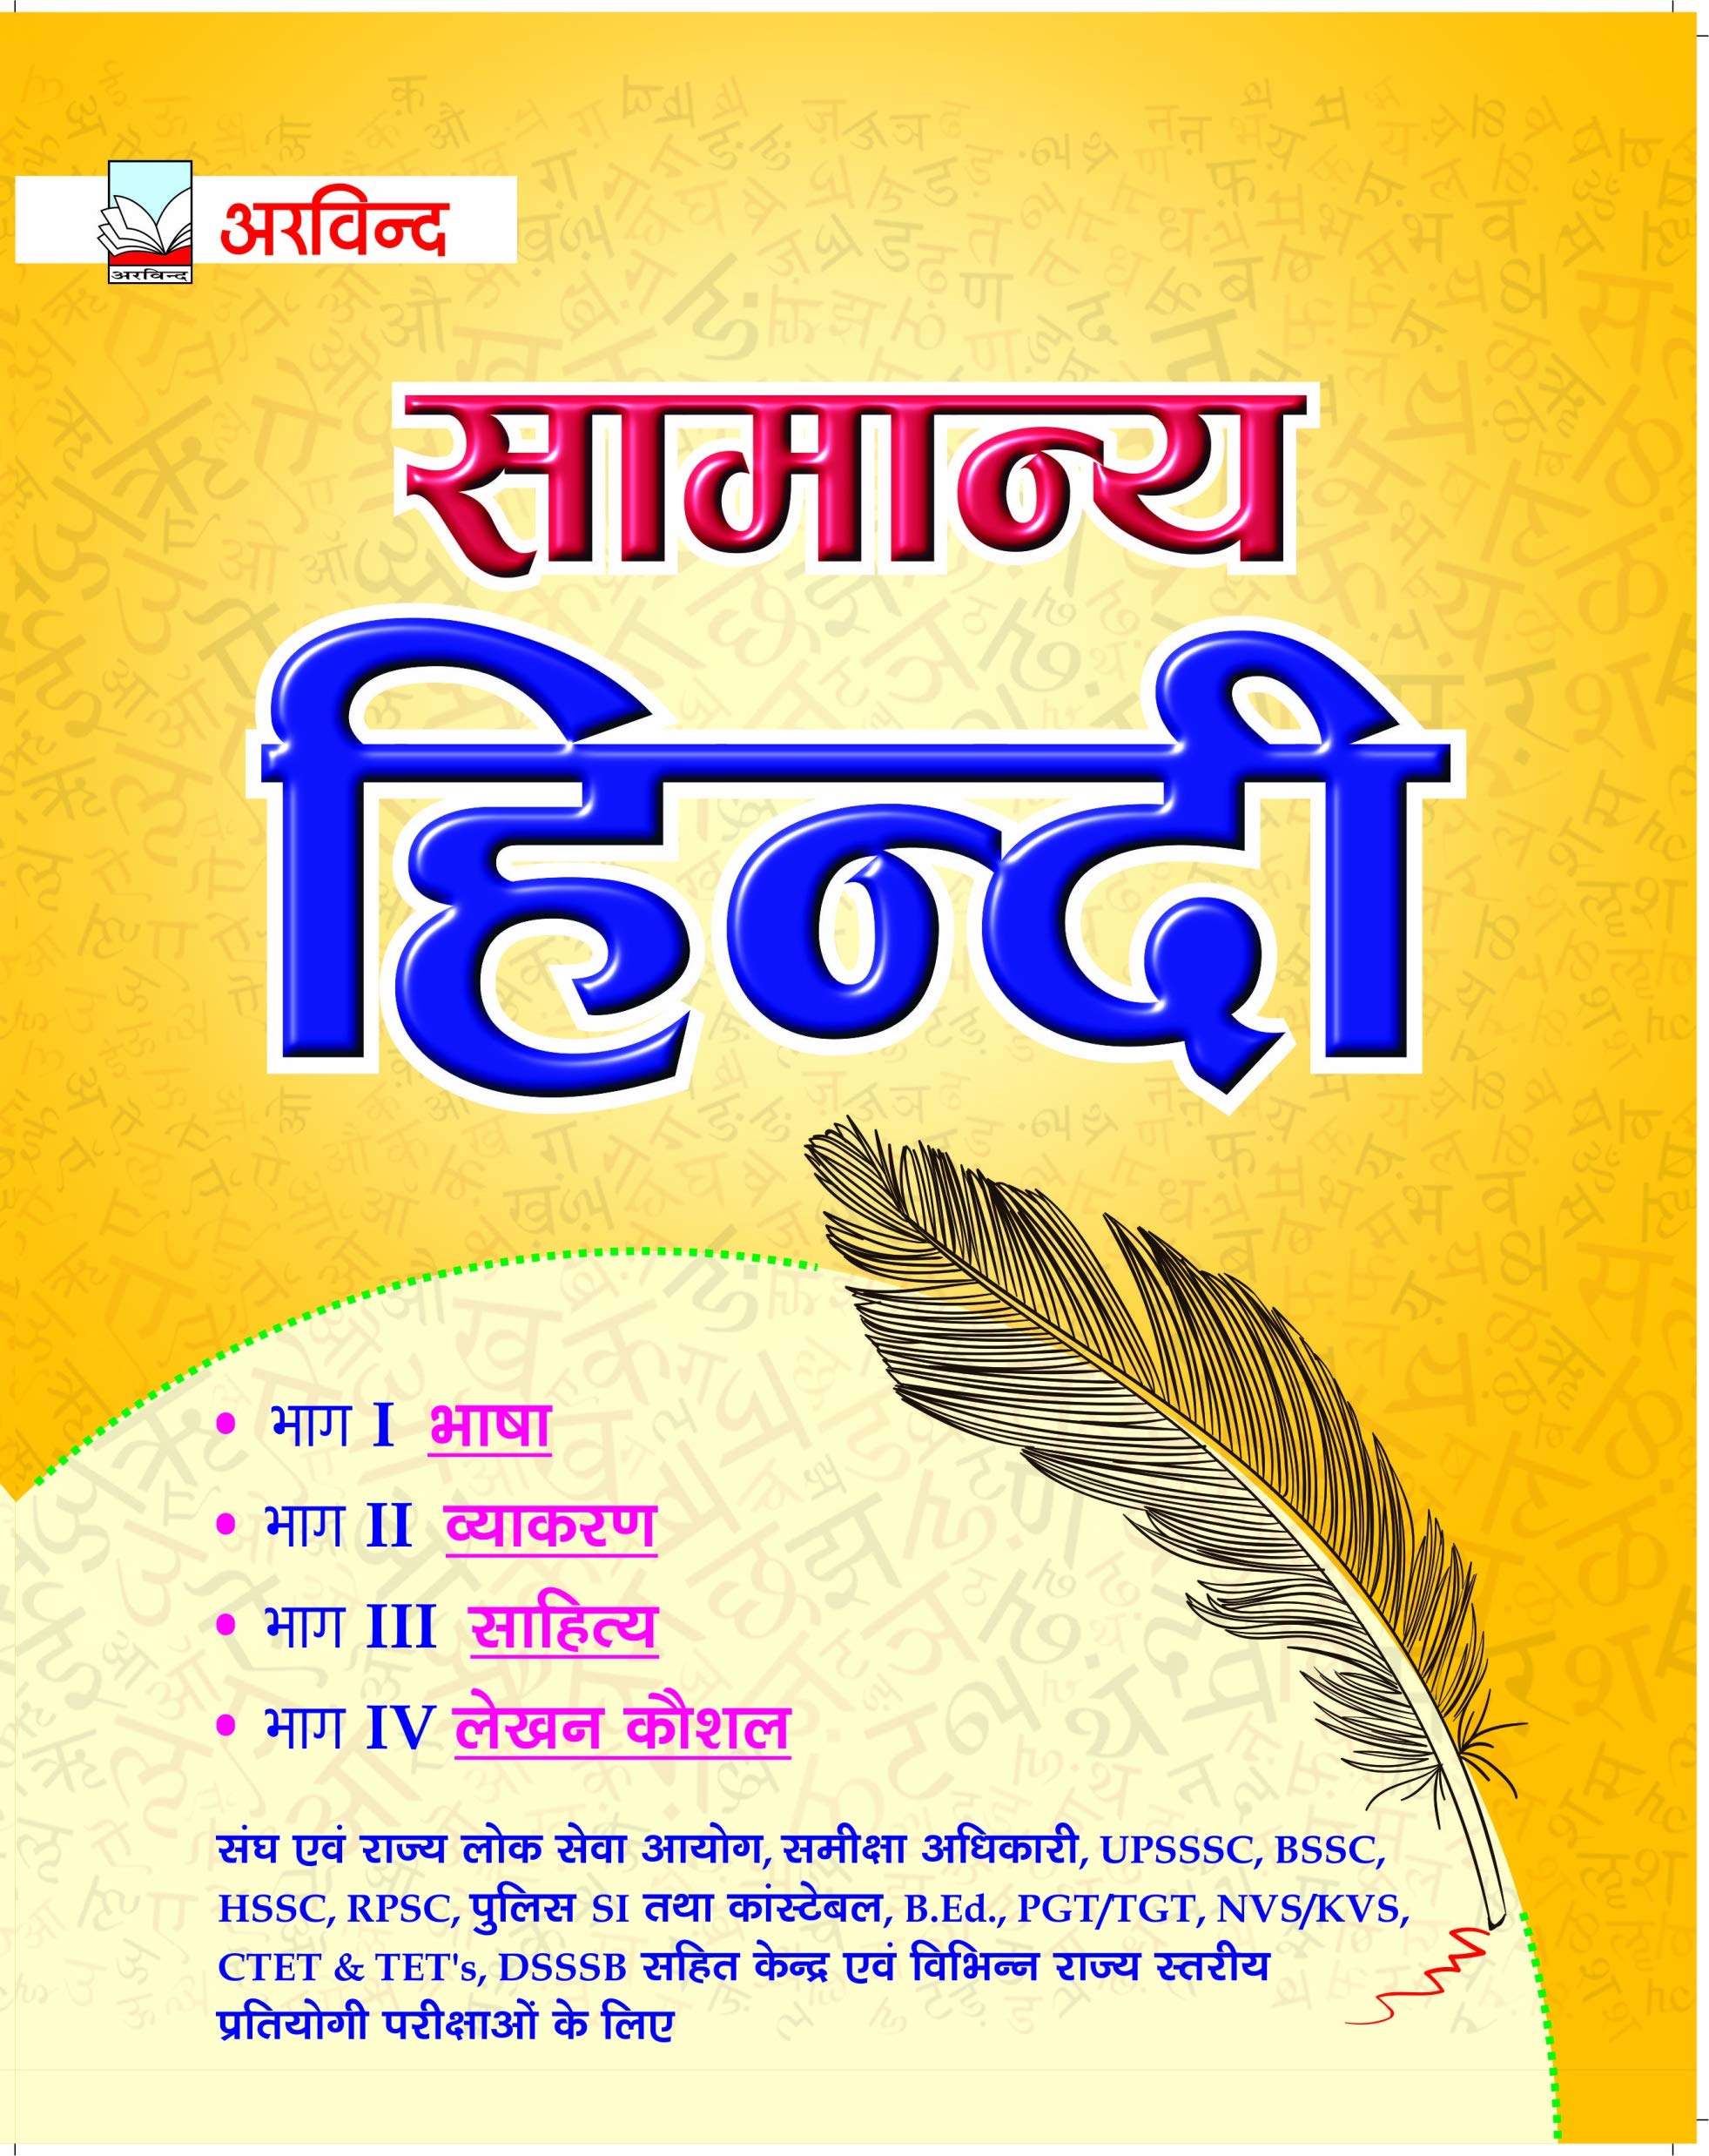 अरविन्द
अरविन्द
सामान्य
हिन्दी
• भाग I भाषा
• भाग II व्याकरण
• भाग III साहित्य
• भाग IV लेखन कौशल
संघ एवं राज्य लोक सेवा आयोग, समीक्षा अधिकारी, UPSSSC, BSSC,
HSSC, RPSC, पुलिस SI तथा कांस्टेबल, B.Ed., PGT/TGT, NVS/KVS,
CTET & TET's, DSSSB सहित केन्द्र एवं विभिन्न राज्य स्तरीय
प्रतियोगी परीक्षाओं के लिए